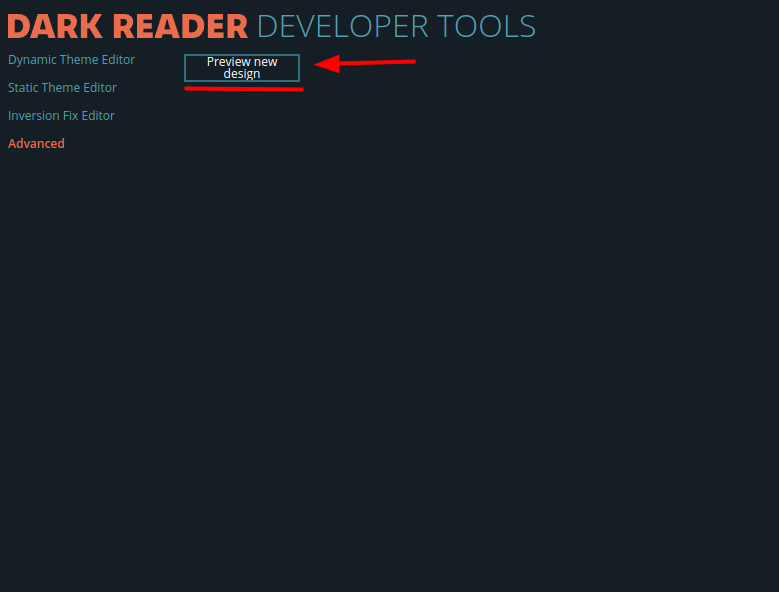 DARK READER DEVELOPER TOOLS
Dynamic Theme Editor
Static Theme Editor
Inversion Fix Editor
Advanced
Preview new
design